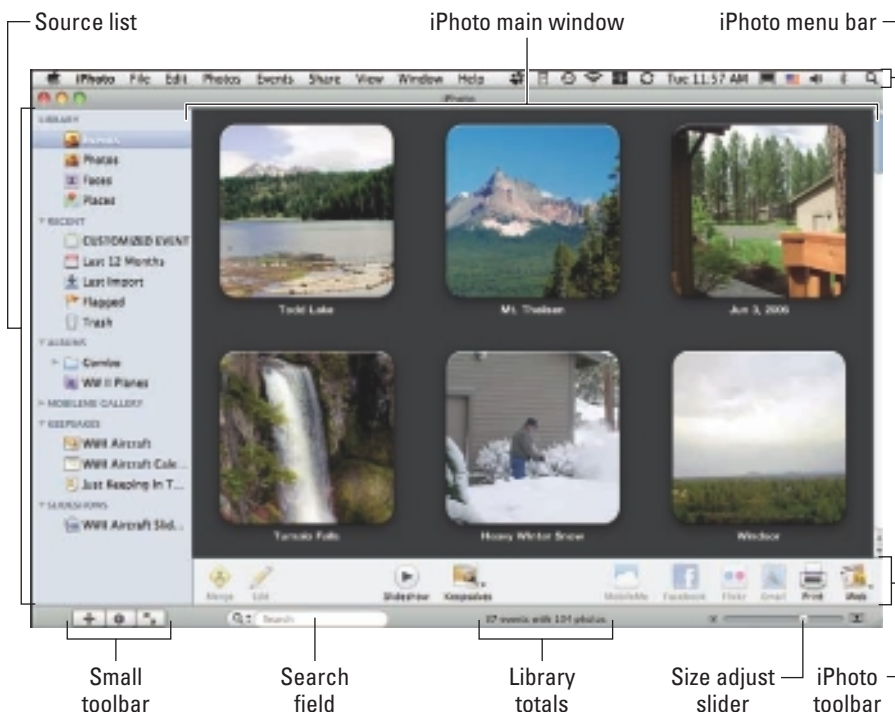 Source list
iPhoto main window
iPhoto menu bar
iPhoto File Edit Photos Events Share View Window Help Tue 11:57 AM
iPhoto
LIBRARY
Events
Photos
Faces
Places
RECENT
CUSTOMIZED EVENT
Last 12 Months
Last Import
Flagged
Trash
ALBUMS
Combo
WW II Planes
MOBILEME GALLERY
KEEPSAKES
WWII Aircraft
WWII Aircraft Cale...
Just Keeping In T...
SLIDESHOWS
WWII Aircraft Slid...
Todd Lake
Mt. Thielsen
Jun 3, 2006
Tumalo Falls
Heavy Winter Snow
Windsor
Merge
Edit
Slideshow
Keepsakes
MobileMe
Facebook
Flickr
Email
Print
Web
Search
events with 104 photos
Small toolbar
Search field
Library totals
Size adjust slider
iPhoto toolbar